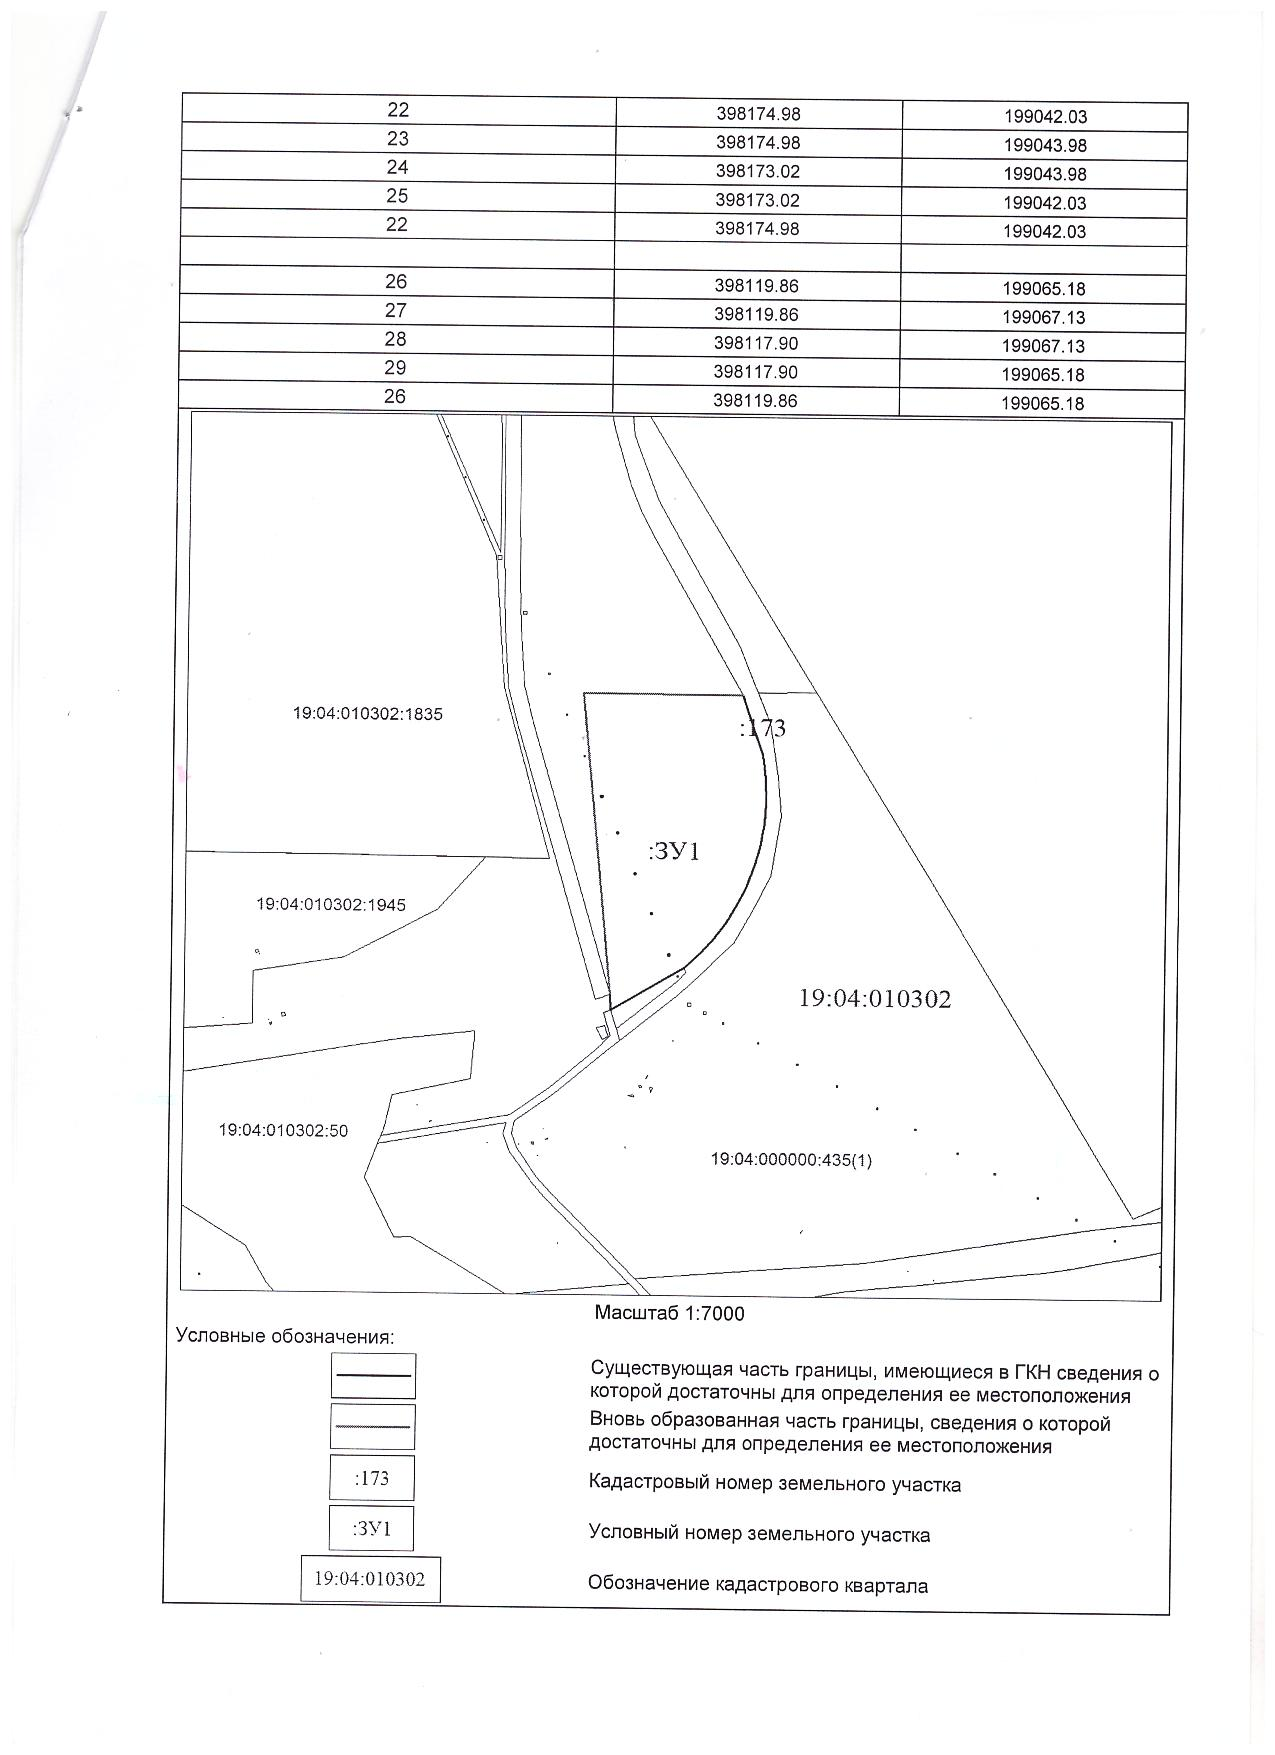 22 398174.98 199042.03
23 398174.98 199043.98
24 398173.02 199043.98
25 398173.02 199042.03
22 398174.98 199042.03
26 398119.86 199065.18
27 398119.86 199067.13
28 398117.90 199067.13
29 398117.90 199065.18
26 398119.86 199065.18
19:04:010302:1835
:173
:ЗУ1
19:04:010302:1945
19:04:010302
19:04:010302:50
19:04:000000:435(1)
Масштаб 1:7000
Условные обозначения:
Существующая часть границы, имеющиеся в ГКН сведения о
которой достаточны для определения ее местоположения
Вновь образованная часть границы, сведения о которой
достаточны для определения ее местоположения
:173 Кадастровый номер земельного участка
:ЗУ1 Условный номер земельного участка
19:04:010302 Обозначение кадастрового квартала